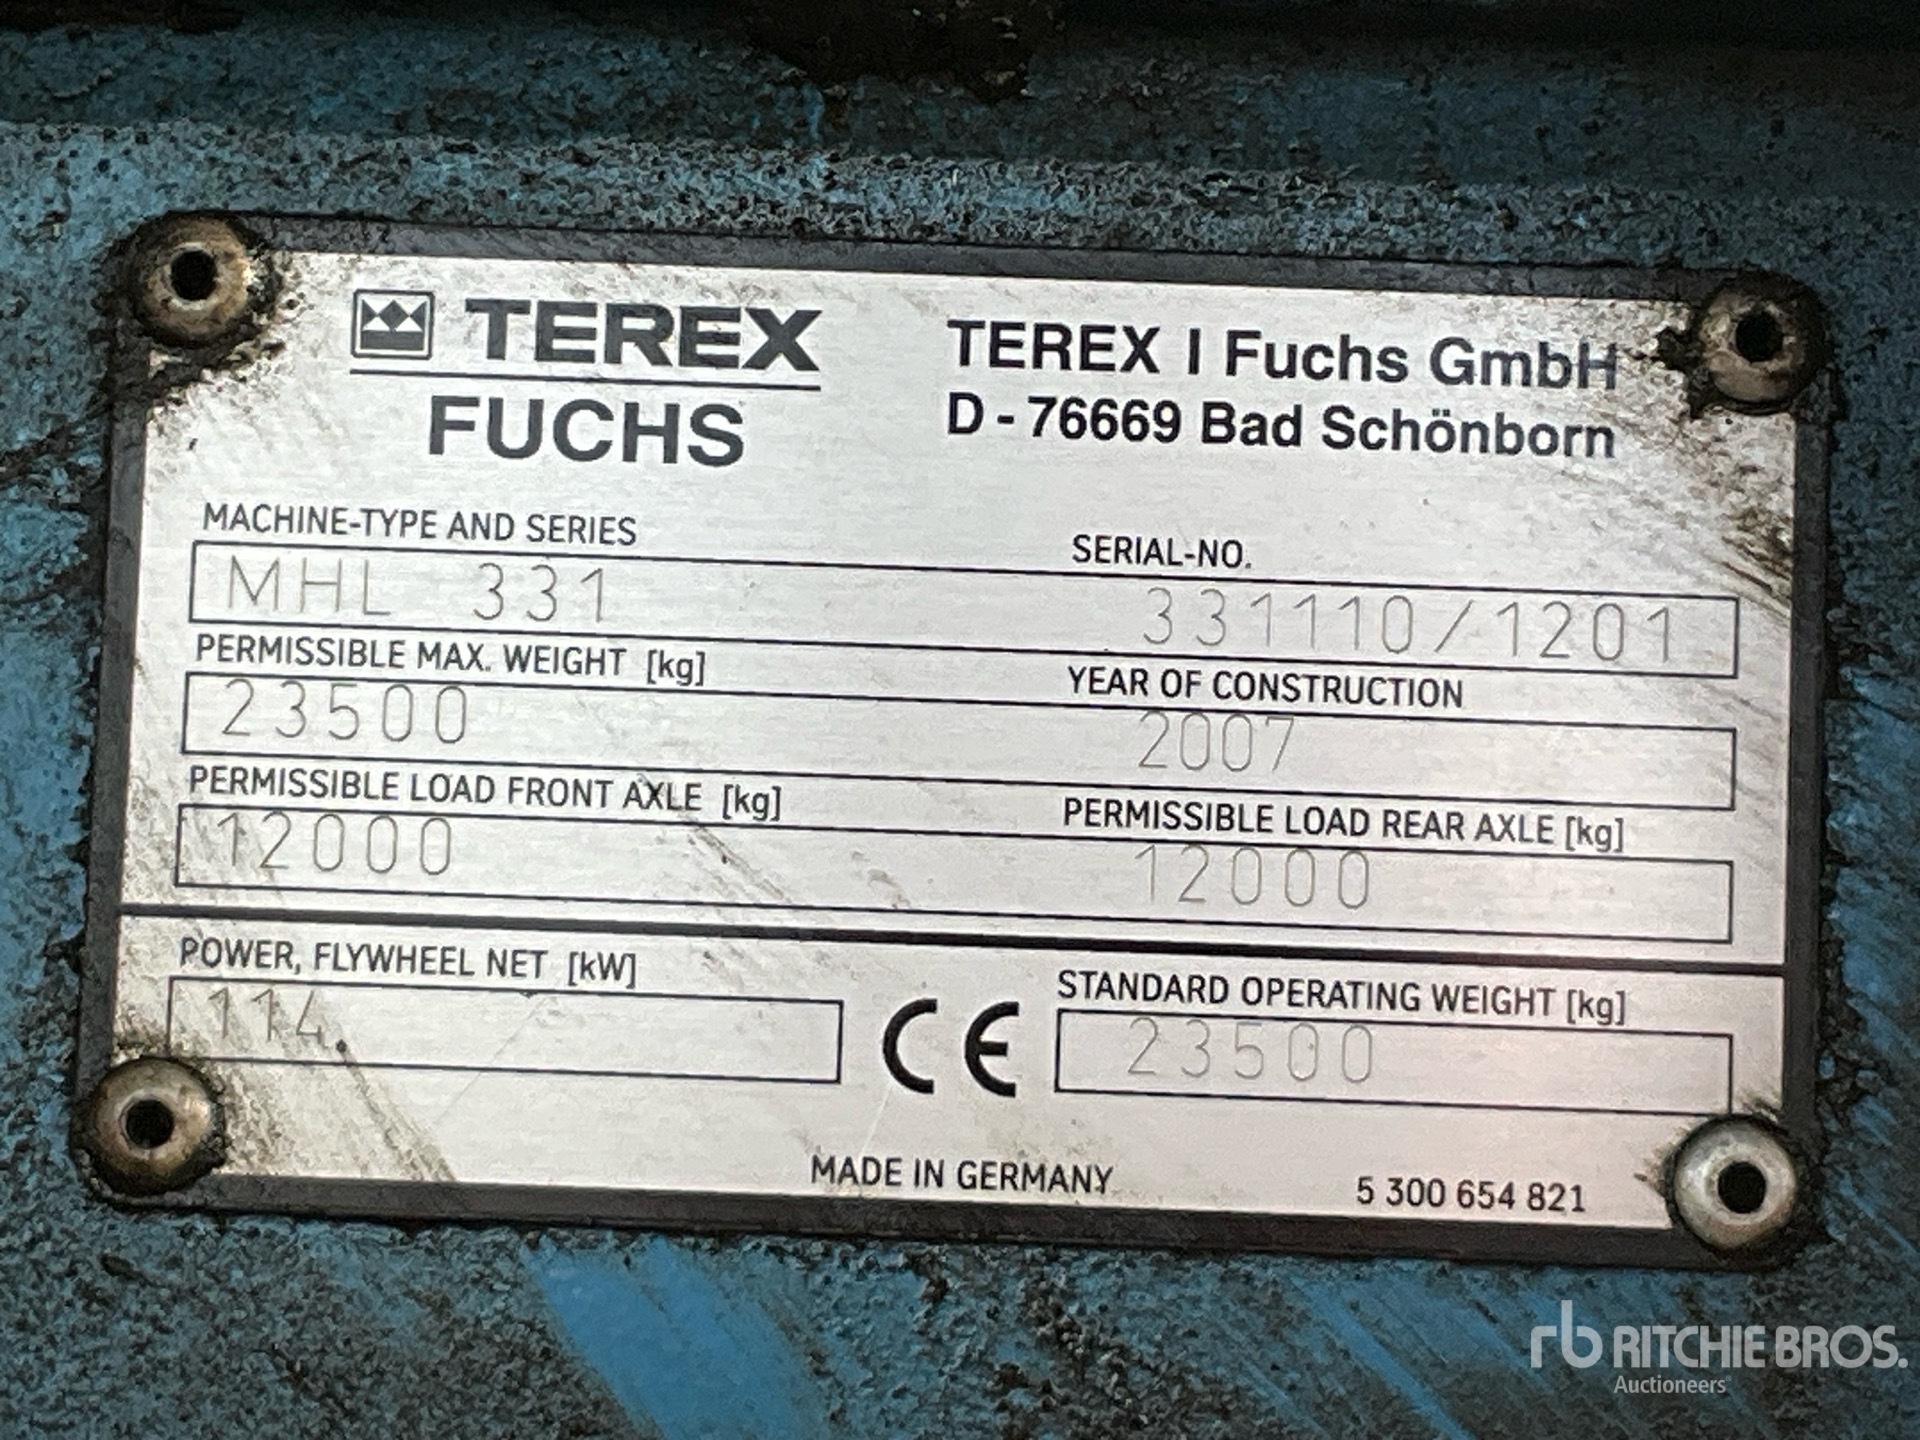 TEREX
FUCHS
TEREX I Fuchs GmbH
D - 76669 Bad Schönborn
MACHINE-TYPE AND SERIES
SERIAL-NO.
MHL 331
331110/1201
PERMISSIBLE MAX. WEIGHT [kg]
YEAR OF CONSTRUCTION
23500
2007
PERMISSIBLE LOAD FRONT AXLE [kg]
PERMISSIBLE LOAD REAR AXLE [kg]
12000
12000
POWER, FLYWHEEL NET [kW]
STANDARD OPERATING WEIGHT [kg]
114
CE
23500
MADE IN GERMANY
5 300 654 821
rb RITCHIE BROS.
Auctioneers